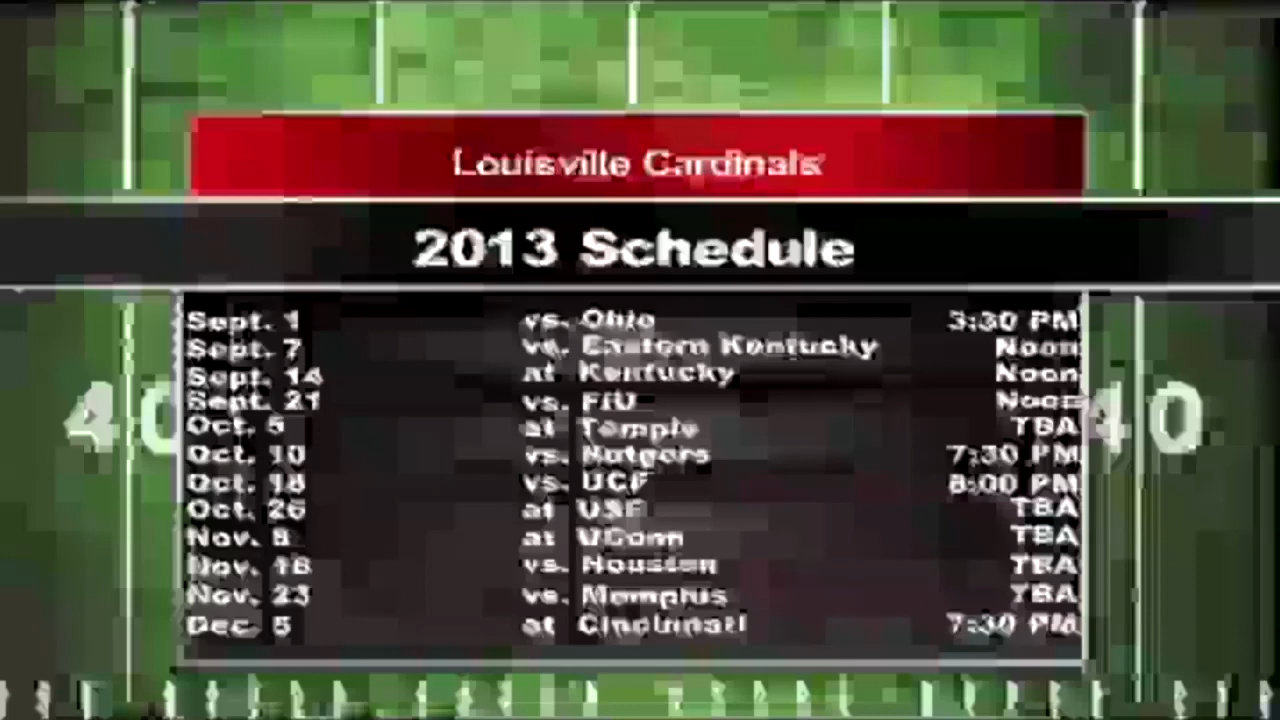 Louisville Cardinals
2013 Schedule
Sept. 1 vs. Ohio 3:30 PM
Sept. 7 vs. Eastern Kentucky Noon
Sept. 14 at Kentucky Noon
Sept. 21 vs. FIU Noon
Oct. 5 at Temple TBA
Oct. 10 vs. Rutgers 7:30 PM
Oct. 18 vs. UCF 8:00 PM
Oct. 26 at USF TBA
Nov. 8 at UConn TBA
Nov. 16 vs. Houston TBA
Nov. 23 vs. Memphis TBA
Dec. 5 at Cincinnati 7:30 PM
40 40